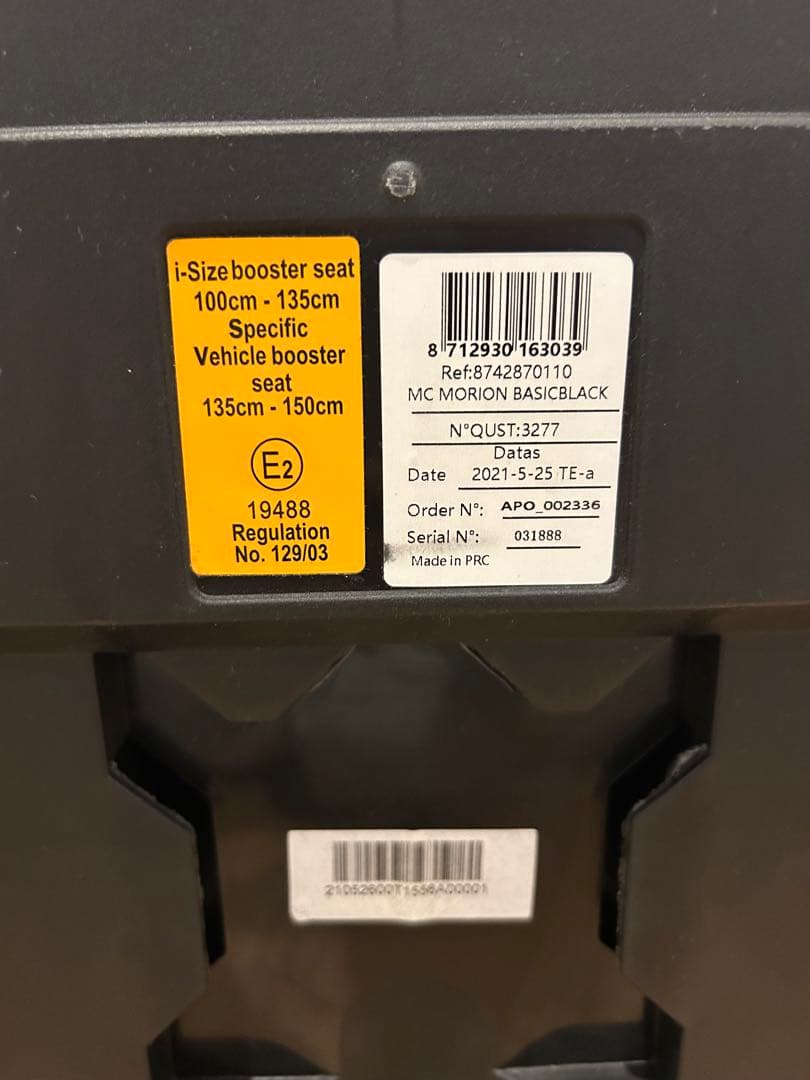 i-Size booster seat
100cm - 135cm
Specific
Vehicle booster
seat
135cm - 150cm
E2
19488
Regulation
No. 129/03
8 712930 163039
Ref:8742870110
MC MORION BASICBLACK
N°QUST:3277
Datas
Date 2021-5-25 TE-a
Order N°: APO_002336
Serial N°: 031888
Made in PRC